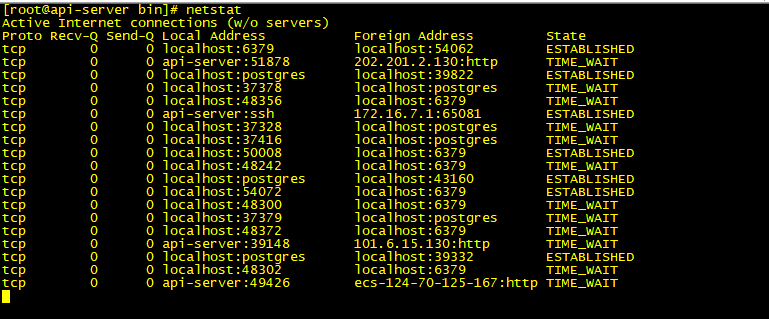 [root@api-server bin]# netstat
Active Internet connections (w/o servers)
Proto Recv-Q Send-Q Local Address           Foreign Address         State
tcp        0      0 localhost:6379          localhost:54062         ESTABLISHED
tcp        0      0 api-server:51878        202.201.2.130:http      TIME_WAIT
tcp        0      0 localhost:postgres      localhost:39822         ESTABLISHED
tcp        0      0 localhost:37378         localhost:postgres      TIME_WAIT
tcp        0      0 localhost:48356         localhost:6379          TIME_WAIT
tcp        0      0 api-server:ssh          172.16.7.1:65081        ESTABLISHED
tcp        0      0 localhost:37328         localhost:postgres      TIME_WAIT
tcp        0      0 localhost:37416         localhost:postgres      TIME_WAIT
tcp        0      0 localhost:50008         localhost:6379          ESTABLISHED
tcp        0      0 localhost:48242         localhost:6379          TIME_WAIT
tcp        0      0 localhost:postgres      localhost:43160         ESTABLISHED
tcp        0      0 localhost:54072         localhost:6379          ESTABLISHED
tcp        0      0 localhost:48300         localhost:6379          TIME_WAIT
tcp        0      0 localhost:37379         localhost:postgres      TIME_WAIT
tcp        0      0 localhost:48372         localhost:6379          TIME_WAIT
tcp        0      0 api-server:39148        101.6.15.130:http       TIME_WAIT
tcp        0      0 localhost:postgres      localhost:39332         ESTABLISHED
tcp        0      0 localhost:48302         localhost:6379          TIME_WAIT
tcp        0      0 api-server:49426        ecs-124-70-125-167:http TIME_WAIT